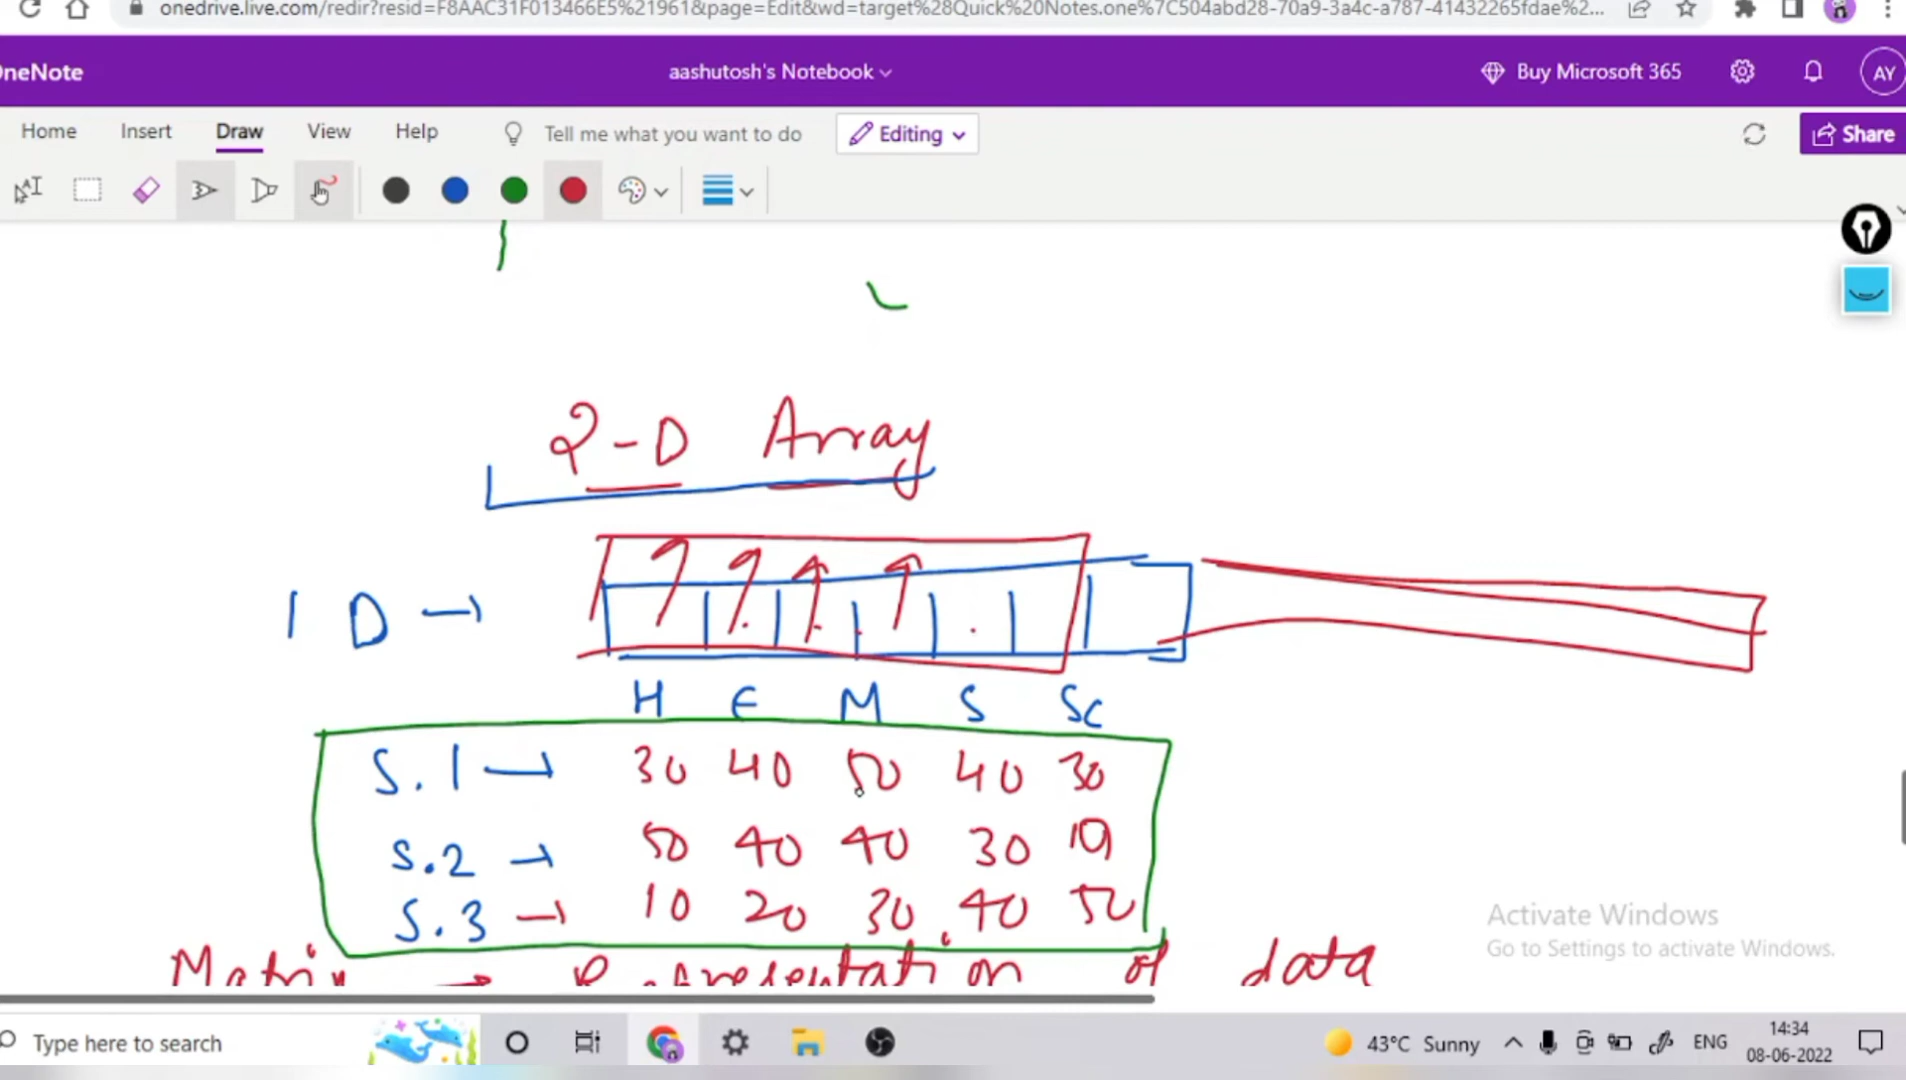 onedrive.live.com/redir?resid=F8AAC31F013466E5%21961&page=Edit&wd=target%28Quick%20Notes.one%7C504abd28-70a9-3a4c-a787-41432265fdae%2...
OneNote
aashutosh's Notebook
Buy Microsoft 365
AY
Home Insert Draw View Help
Tell me what you want to do
Editing
Share
2-D Array
1 D →
H E M S Sc
S.1 → 30 40 50 40 30
S.2 → 50 40 40 30 10
S.3 → 10 20 30 40 50
Matrix → Representation of data
Activate Windows
Go to Settings to activate Windows.
Type here to search
43°C Sunny
ENG
14:34
08-06-2022